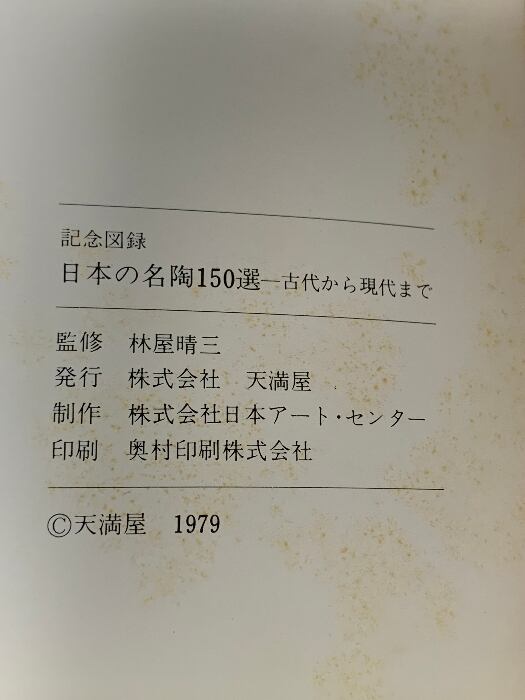 記念図録
日本の名陶150選─古代から現代まで
監修　林屋晴三
発行　株式会社　天満屋
制作　株式会社日本アート・センター
印刷　奥村印刷株式会社
©天満屋　1979